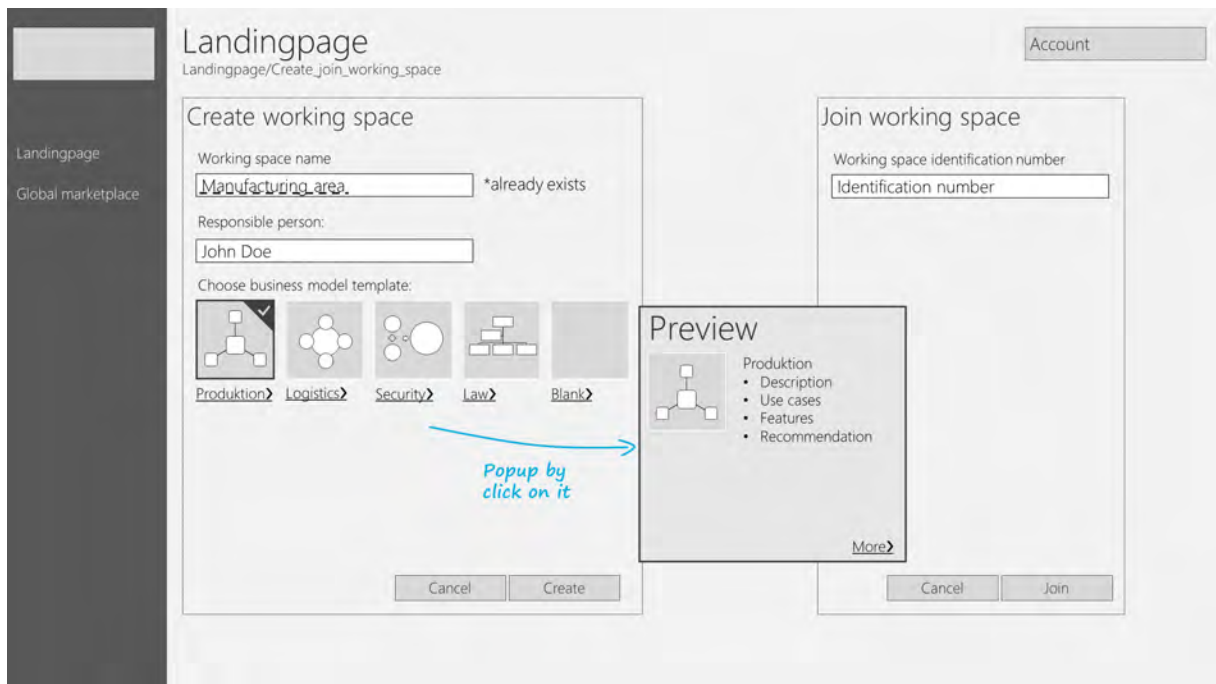 Landingpage
Landingpage/Create_join_working_space
Account
Landingpage
Global marketplace
Create working space
Working space name
Manufacturing area
*already exists
Responsible person:
John Doe
Choose business model template:
Produktion❯
Logistics❯
Security❯
Law❯
Blank❯
Popup by
click on it
Cancel
Create
Preview
Produktion
• Description
• Use cases
• Features
• Recommendation
More❯
Join working space
Working space identification number
Identification number
Cancel
Join